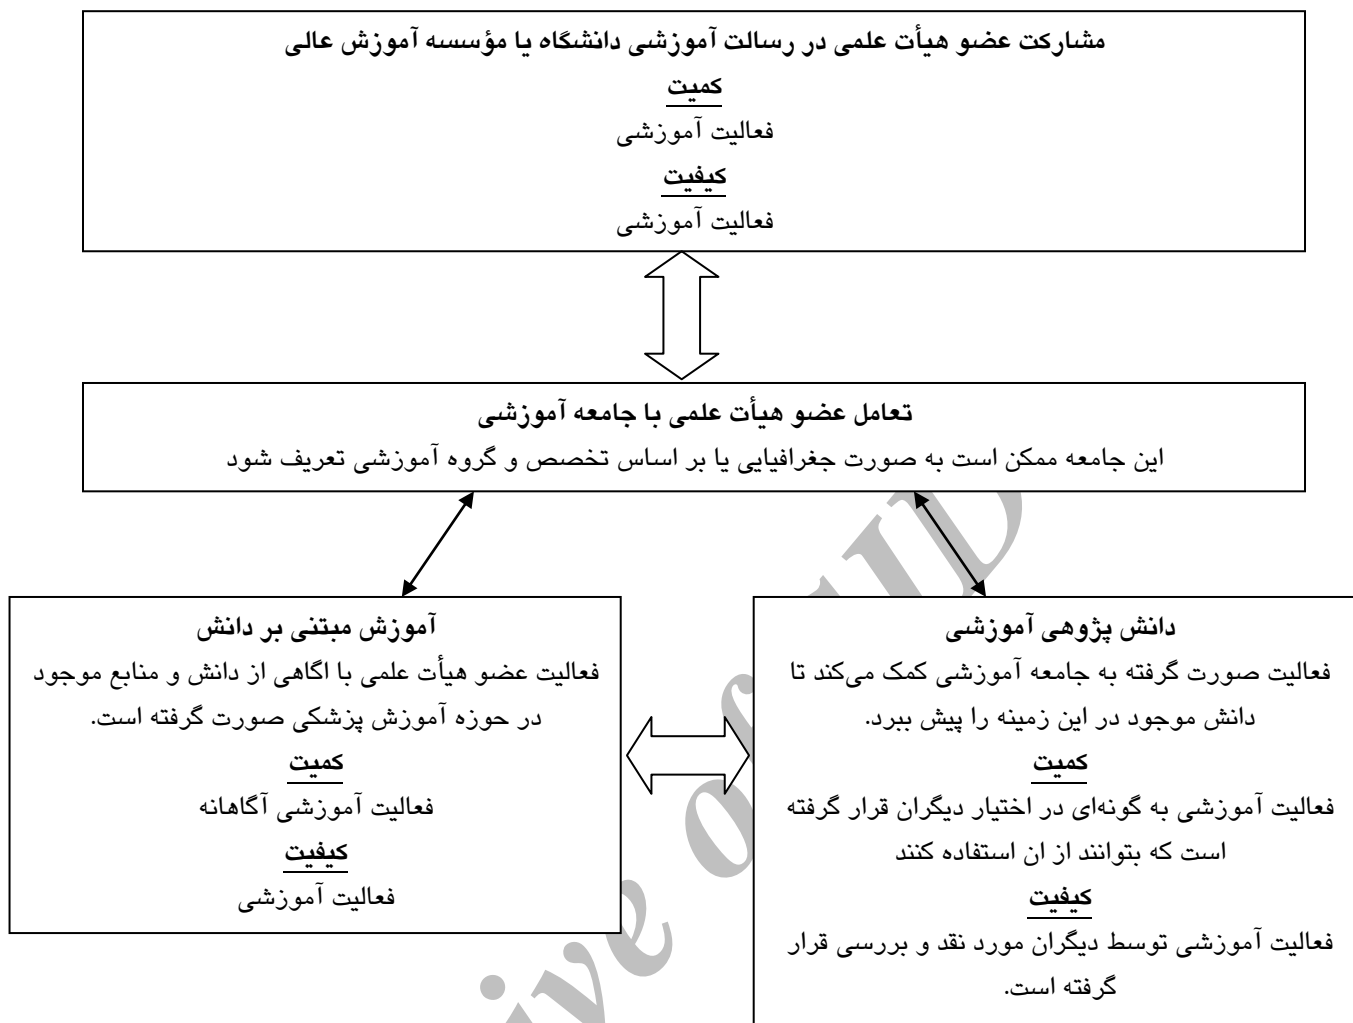 مشارکت عضو هیأت علمی در رسالت آموزشی دانشگاه یا مؤسسه آموزش عالی
کمیت
فعالیت آموزشی
کیفیت
فعالیت آموزشی
تعامل عضو هیأت علمی با جامعه آموزشی
این جامعه ممکن است به صورت جغرافیایی یا بر اساس تخصص و گروه آموزشی تعریف شود
دانش پژوهی آموزشی
فعالیت صورت گرفته به جامعه آموزشی کمک می‌کند تا
دانش موجود در این زمینه را پیش ببرد.
کمیت
فعالیت آموزشی به گونه‌ای در اختیار دیگران قرار گرفته
است که بتوانند از ان استفاده کنند
کیفیت
فعالیت آموزشی توسط دیگران مورد نقد و بررسی قرار
گرفته است.
آموزش مبتنی بر دانش
فعالیت عضو هیأت علمی با اگاهی از دانش و منابع موجود
در حوزه آموزش پزشکی صورت گرفته است.
کمیت
فعالیت آموزشی آگاهانه
کیفیت
فعالیت آموزشی
ive of SID